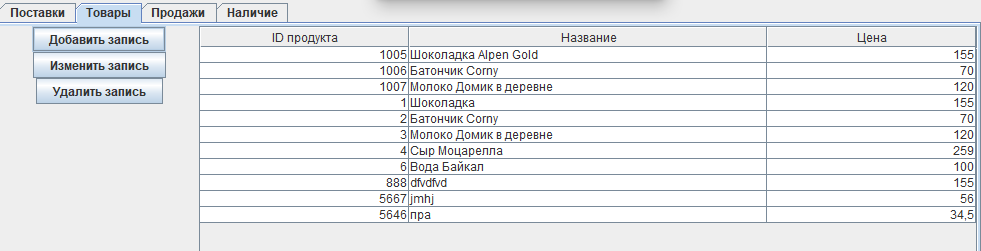 Поставки Товары Продажи Наличие
Добавить запись
Изменить запись
Удалить запись
ID продукта Название Цена
1005 Шоколадка Alpen Gold 155
1006 Батончик Corny 70
1007 Молоко Домик в деревне 120
1 Шоколадка 155
2 Батончик Corny 70
3 Молоко Домик в деревне 120
4 Сыр Моцарелла 259
6 Вода Байкал 100
888 dfvdfvd 155
5667 jmhj 56
5646 пра 34,5